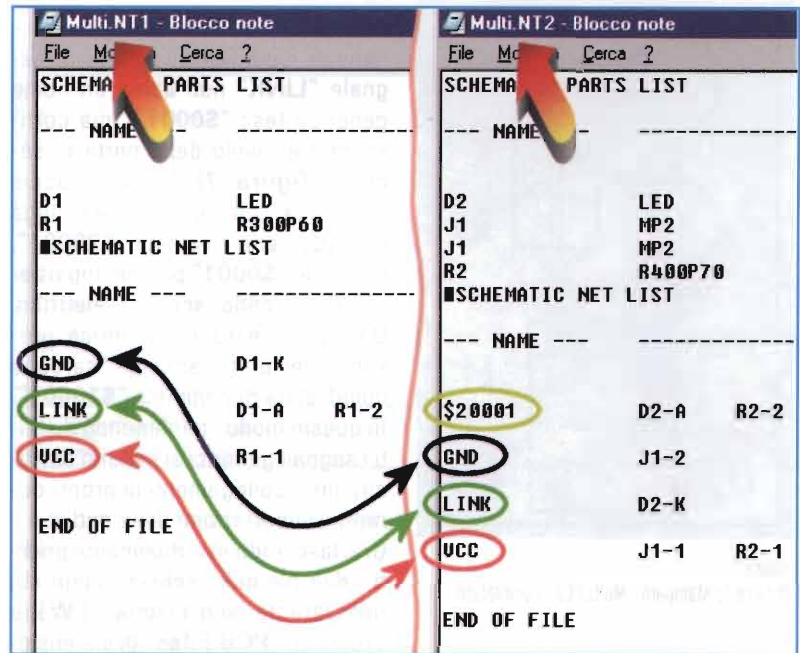 Multi.NT1 - Blocco note
File Cerca ?
SCHEMA PARTS LIST
--- NAME - ---------------
D1 LED
R1 R300P60
■SCHEMATIC NET LIST
--- NAME --- ---------------
GND D1-K
LINK D1-A R1-2
VCC R1-1
END OF FILE
Multi.NT2 - Blocco note
File Cerca ?
SCHEMA PARTS LIST
--- NAME - ---------------
D2 LED
J1 MP2
J1 MP2
R2 R400P70
■SCHEMATIC NET LIST
--- NAME --- ---------------
$20001 D2-A R2-2
GND J1-2
LINK D2-K
VCC J1-1 R2-1
END OF FILE